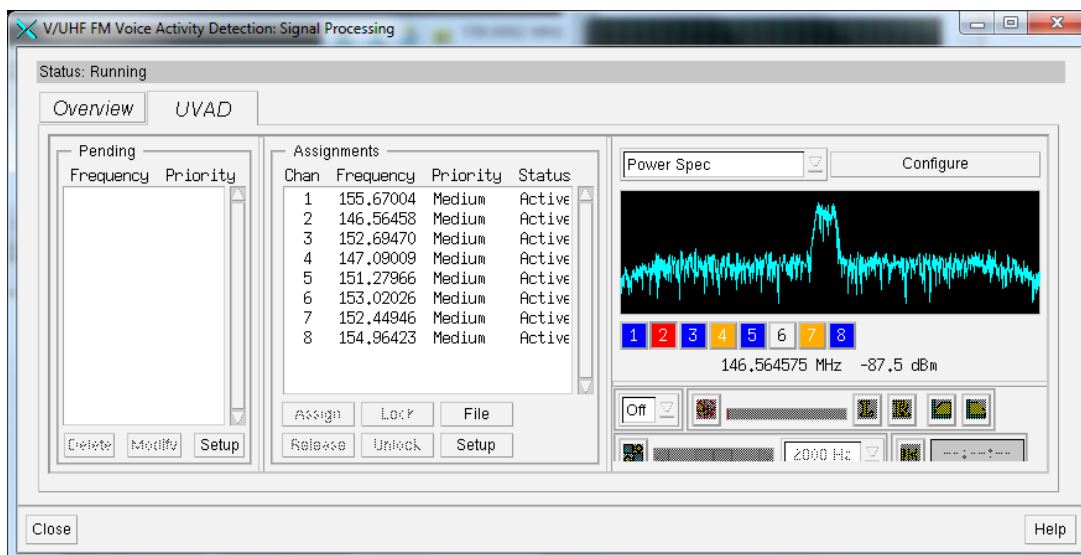 V/UHF FM Voice Activity Detection: Signal Processing
Status: Running
Overview UVAD
Pending
Frequency Priority
Delete Modify Setup
Assignments
Chan Frequency Priority Status
1 155.67004 Medium Active
2 146.56458 Medium Active
3 152.69470 Medium Active
4 147.09009 Medium Active
5 151.27966 Medium Active
6 153.02026 Medium Active
7 152.44946 Medium Active
8 154.96423 Medium Active
Assign Lock File
Release Unlock Setup
Power Spec Configure
1 2 3 4 5 6 7 8
146.564575 MHz -87.5 dBm
Off L R
2000 Hz --:--:--
Close Help